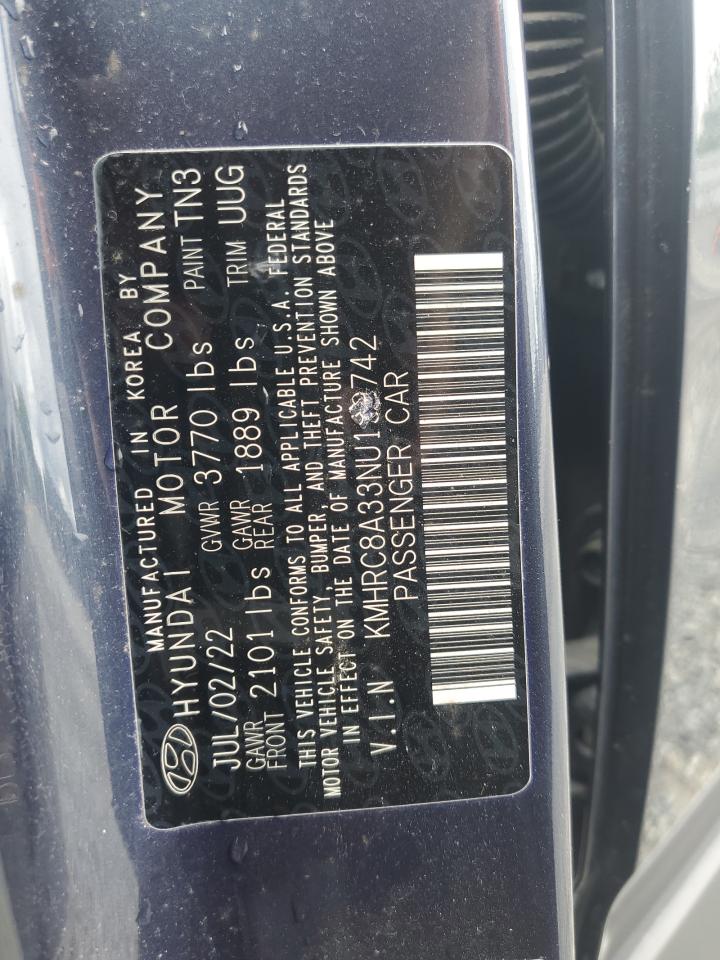 MANUFACTURED IN KOREA BY
HYUNDAI MOTOR COMPANY
JUL/02/22 GVWR 3770 lbs PAINT TN3
GAWR FRONT 2101 lbs GAWR REAR 1889 lbs TRIM UUG
THIS VEHICLE CONFORMS TO ALL APPLICABLE U.S.A. FEDERAL
MOTOR VEHICLE SAFETY, BUMPER, AND THEFT PREVENTION STANDARDS
IN EFFECT ON THE DATE OF MANUFACTURE SHOWN ABOVE
V.I.N
PASSENGER CAR